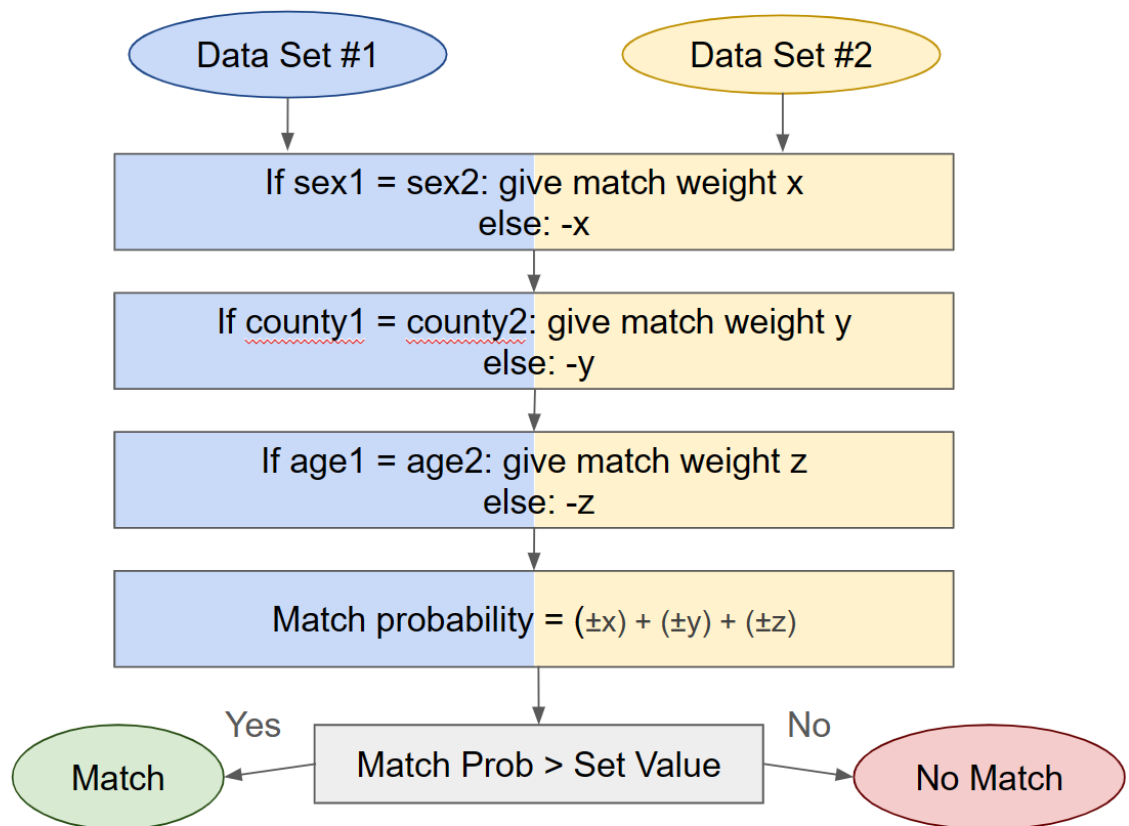 Data Set #1
Data Set #2
If sex1 = sex2: give match weight x
else: -x
If county1 = county2: give match weight y
else: -y
If age1 = age2: give match weight z
else: -z
Match probability = (±x) + (±y) + (±z)
Yes
No
Match
Match Prob > Set Value
No Match